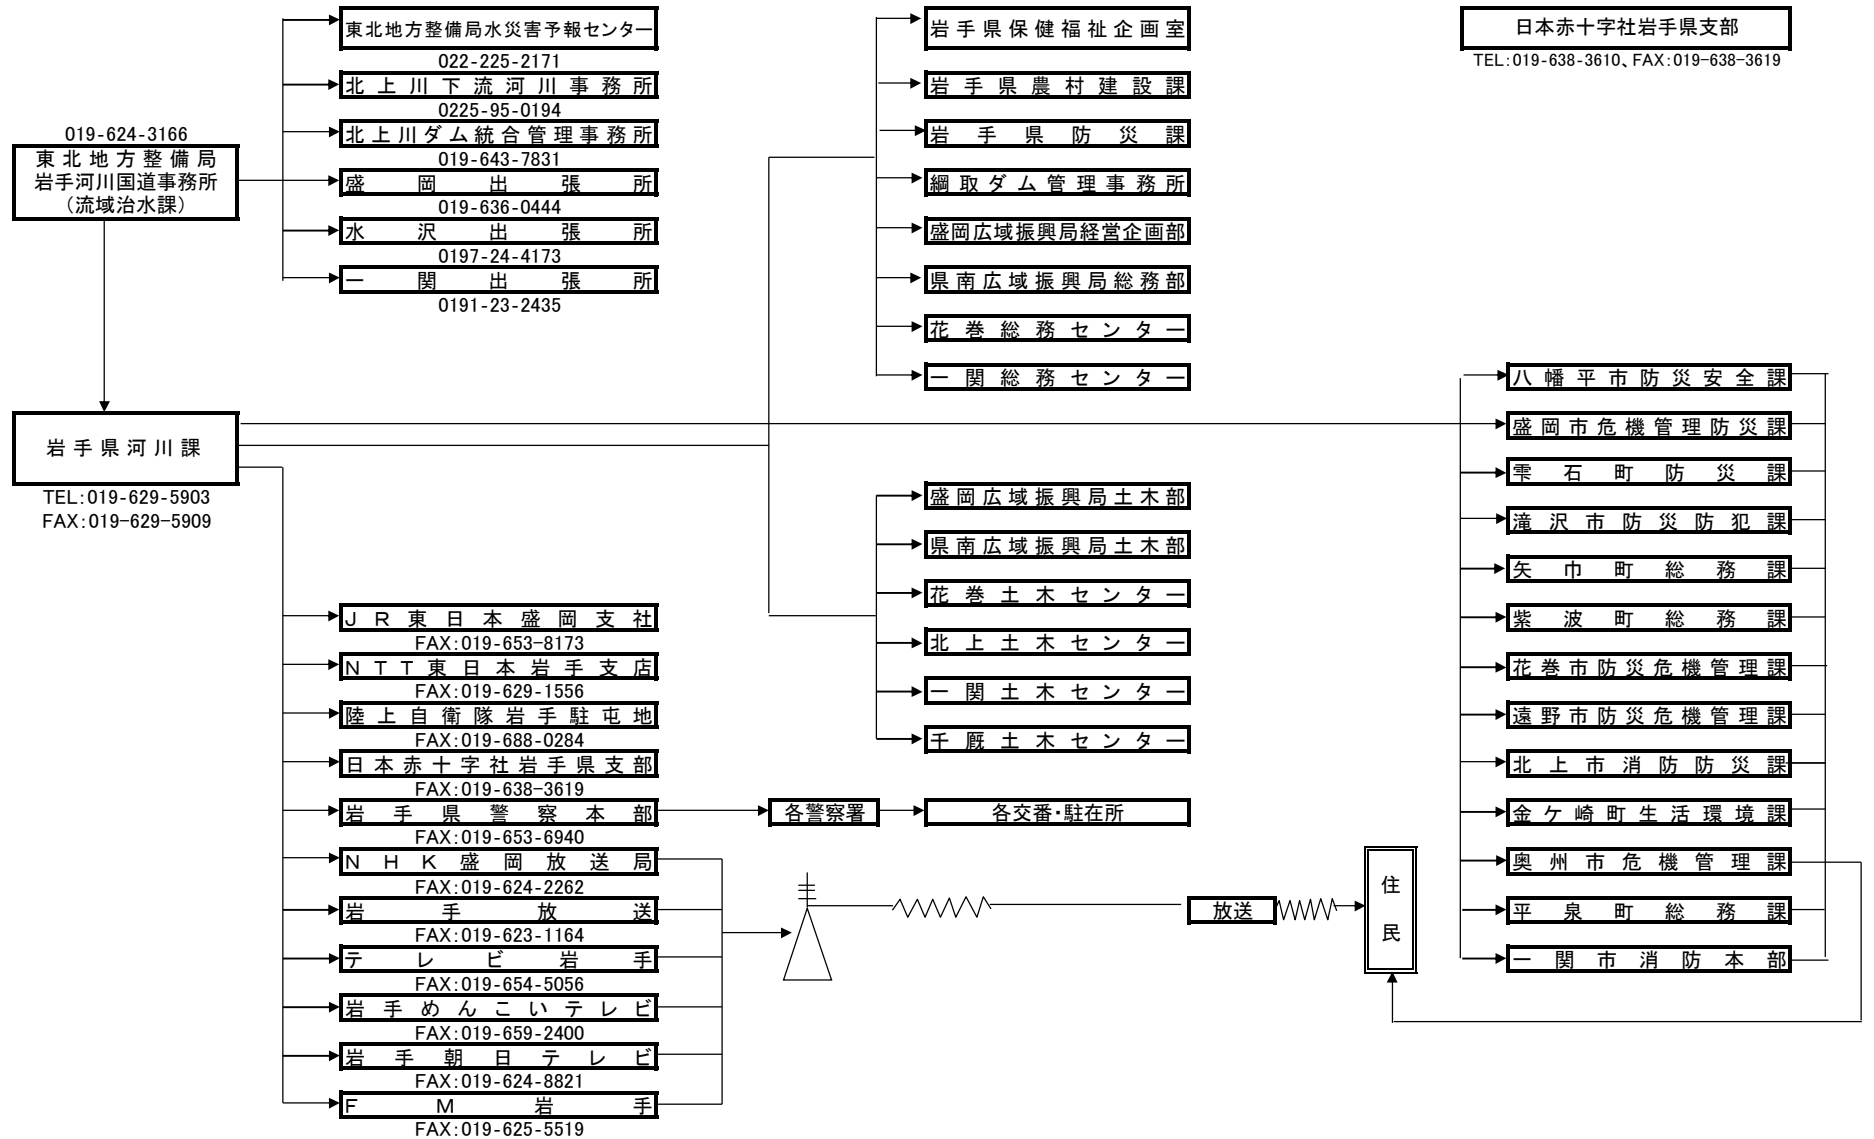 019-624-3166
東北地方整備局
岩手河川国道事務所
（流域治水課）
東北地方整備局水災害予報センター
022-225-2171
北上川下流河川事務所
0225-95-0194
北上川ダム統合管理事務所
019-643-7831
盛岡出張所
019-636-0444
水沢出張所
0197-24-4173
一関出張所
0191-23-2435
岩手県河川課
TEL：019-629-5903
FAX：019-629-5909
JR東日本盛岡支社
FAX：019-653-8173
NTT東日本岩手支店
FAX：019-629-1556
陸上自衛隊岩手駐屯地
FAX：019-688-0284
日本赤十字社岩手県支部
FAX：019-638-3619
岩手県警察本部
FAX：019-653-6940
NHK盛岡放送局
FAX：019-624-2262
岩手放送
FAX：019-623-1164
テレビ岩手
FAX：019-654-5056
岩手めんこいテレビ
FAX：019-659-2400
岩手朝日テレビ
FAX：019-624-8821
FM岩手
FAX：019-625-5519
岩手県保健福祉企画室
岩手県農村建設課
岩手県防災課
綱取ダム管理事務所
盛岡広域振興局経営企画部
県南広域振興局総務部
花巻総務センター
一関総務センター
盛岡広域振興局土木部
県南広域振興局土木部
花巻土木センター
北上土木センター
一関土木センター
千厩土木センター
各警察署
各交番・駐在所
放送
住民
日本赤十字社岩手県支部
TEL：019-638-3610、FAX：019-638-3619
八幡平市防災安全課
盛岡市危機管理防災課
雫石町防災課
滝沢市防災防犯課
矢巾町総務課
紫波町総務課
花巻市防災危機管理課
遠野市防災危機管理課
北上市消防防災課
金ケ崎町生活環境課
奥州市危機管理課
平泉町総務課
一関市消防本部